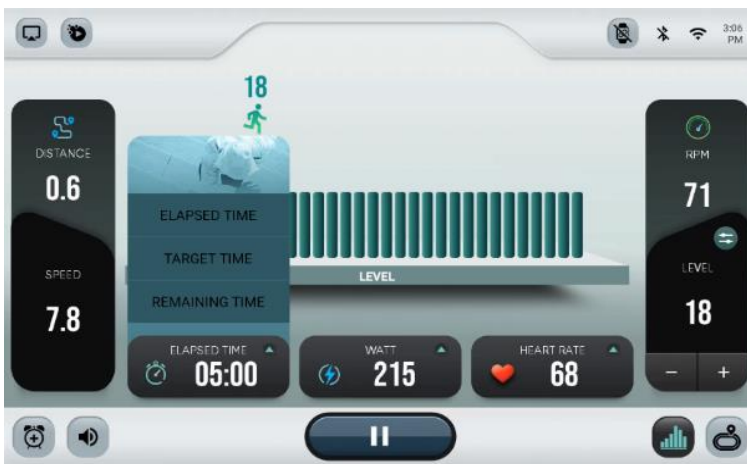 3:06
PM
18
DISTANCE
0.6
RPM
71
ELAPSED TIME
TARGET TIME
REMAINING TIME
LEVEL
SPEED
7.8
LEVEL
18
ELAPSED TIME
05:00
WATT
215
HEART RATE
68
- +